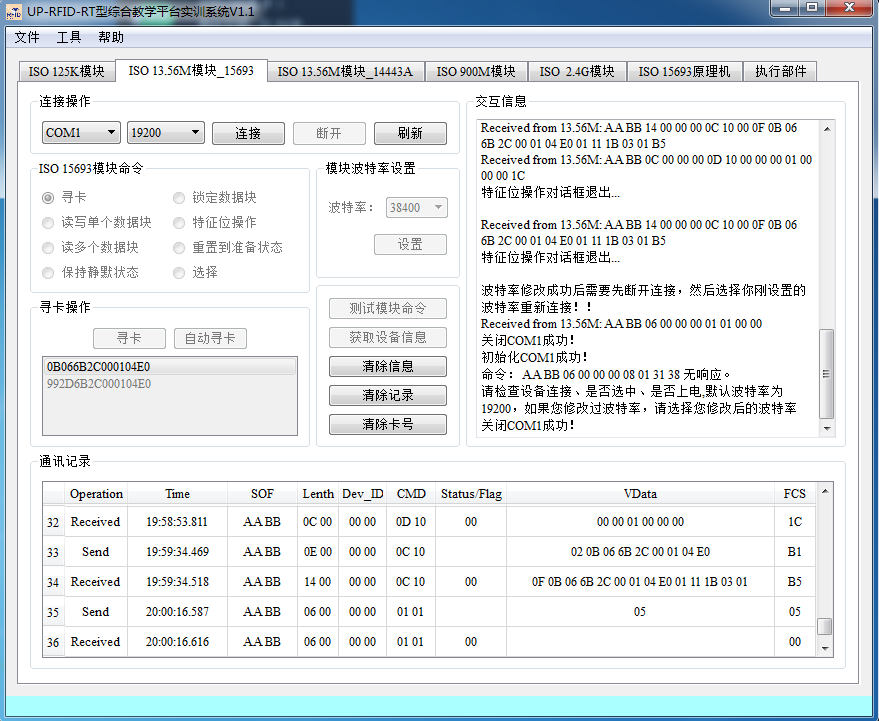 UP-RFID-RT型综合教学平台实训系统V1.1
文件 工具 帮助
ISO 125K模块 ISO 13.56M模块_15693 ISO 13.56M模块_14443A ISO 900M模块 ISO 2.4G模块 ISO 15693原理机 执行部件
连接操作
COM1 19200 连接 断开 刷新
ISO 15693模块命令
寻卡 锁定数据块
读写单个数据块 特征位操作
读多个数据块 重置到准备状态
保持静默状态 选择
模块波特率设置
波特率： 38400
设置
寻卡操作
寻卡 自动寻卡
0B066B2C000104E0
992D6B2C000104E0
测试模块命令
获取设备信息
清除信息
清除记录
清除卡号
交互信息
Received from 13.56M: AA BB 14 00 00 00 0C 10 00 0F 0B 06
6B 2C 00 01 04 E0 01 11 1B 03 01 B5
Received from 13.56M: AA BB 0C 00 00 00 0D 10 00 00 00 01 00
00 00 1C
特征位操作对话框退出...
Received from 13.56M: AA BB 14 00 00 00 0C 10 00 0F 0B 06
6B 2C 00 01 04 E0 01 11 1B 03 01 B5
特征位操作对话框退出...
波特率修改成功后需要先断开连接，然后选择你刚设置的
波特率重新连接！！
Received from 13.56M: AA BB 06 00 00 00 01 01 00 00
关闭COM1成功！
初始化COM1成功！
命令： AA BB 06 00 00 00 08 01 31 38 无响应。
请检查设备连接、是否选中、是否上电,默认波特率为
19200，如果您修改过波特率，请选择您修改后的波特率
关闭COM1成功！
通讯记录
Operation Time SOF Lenth Dev_ID CMD Status/Flag VData FCS
32 Received 19:58:53.811 AA BB 0C 00 00 00 0D 10 00 00 00 01 00 00 00 1C
33 Send 19:59:34.469 AA BB 0E 00 00 00 0C 10 02 0B 06 6B 2C 00 01 04 E0 B1
34 Received 19:59:34.518 AA BB 14 00 00 00 0C 10 00 0F 0B 06 6B 2C 00 01 04 E0 01 11 1B 03 01 B5
35 Send 20:00:16.587 AA BB 06 00 00 00 01 01 05 05
36 Received 20:00:16.616 AA BB 06 00 00 00 01 01 00 00